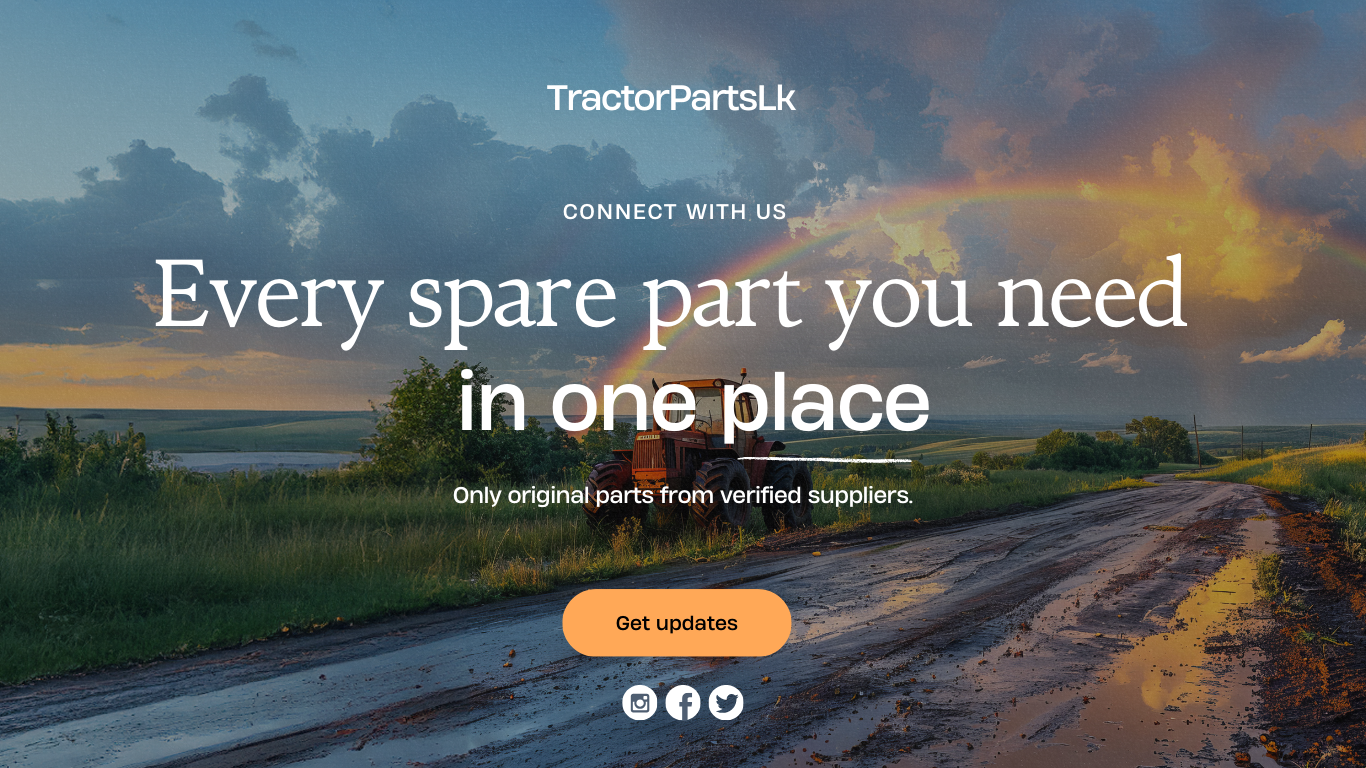 TractorPartsLk
CONNECT WITH US
Every spare part you need
in one place
Only original parts from verified suppliers.
Get updates